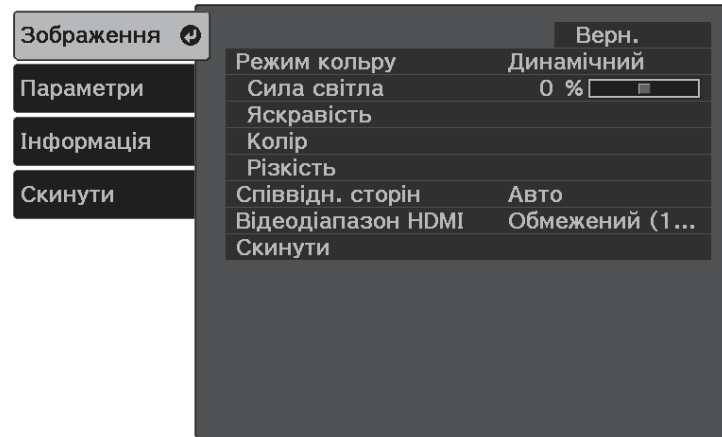 Зображення
Параметри
Інформація
Скинути
Верн.
Режим кольру Динамічний
Сила світла 0 %
Яскравість
Колір
Різкість
Співвідн. сторін Авто
Відеодіапазон HDMI Обмежений (1...
Скинути